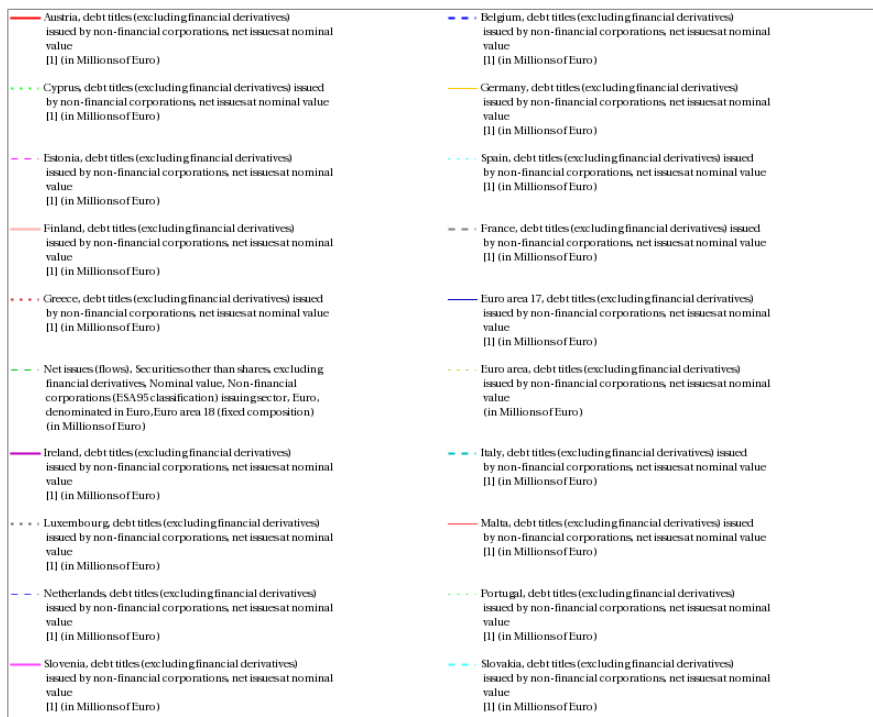 Austria, debt titles (excluding financial derivatives)
issued by non-financial corporations, net issues at nominal
value
[1] (in Millions of Euro)
Belgium, debt titles (excluding financial derivatives)
issued by non-financial corporations, net issues at nominal
value
[1] (in Millions of Euro)
Cyprus, debt titles (excluding financial derivatives) issued
by non-financial corporations, net issues at nominal value
[1] (in Millions of Euro)
Germany, debt titles (excluding financial derivatives)
issued by non-financial corporations, net issues at nominal
value
[1] (in Millions of Euro)
Estonia, debt titles (excluding financial derivatives)
issued by non-financial corporations, net issues at nominal
value
[1] (in Millions of Euro)
Spain, debt titles (excluding financial derivatives) issued
by non-financial corporations, net issues at nominal value
[1] (in Millions of Euro)
Finland, debt titles (excluding financial derivatives)
issued by non-financial corporations, net issues at nominal
value
[1] (in Millions of Euro)
France, debt titles (excluding financial derivatives) issued
by non-financial corporations, net issues at nominal value
[1] (in Millions of Euro)
Greece, debt titles (excluding financial derivatives) issued
by non-financial corporations, net issues at nominal value
[1] (in Millions of Euro)
Euro area 17, debt titles (excluding financial derivatives)
issued by non-financial corporations, net issues at nominal
value
[1] (in Millions of Euro)
Net issues (flows), Securities other than shares, excluding
financial derivatives, Nominal value, Non-financial
corporations (ESA95 classification) issuing sector, Euro,
denominated in Euro, Euro area 18 (fixed composition)
(in Millions of Euro)
Euro area, debt titles (excluding financial derivatives)
issued by non-financial corporations, net issues at nominal
value
(in Millions of Euro)
Ireland, debt titles (excluding financial derivatives)
issued by non-financial corporations, net issues at nominal
value
[1] (in Millions of Euro)
Italy, debt titles (excluding financial derivatives) issued
by non-financial corporations, net issues at nominal value
[1] (in Millions of Euro)
Luxembourg, debt titles (excluding financial derivatives)
issued by non-financial corporations, net issues at nominal
value
[1] (in Millions of Euro)
Malta, debt titles (excluding financial derivatives) issued
by non-financial corporations, net issues at nominal value
[1] (in Millions of Euro)
Netherlands, debt titles (excluding financial derivatives)
issued by non-financial corporations, net issues at nominal
value
[1] (in Millions of Euro)
Portugal, debt titles (excluding financial derivatives)
issued by non-financial corporations, net issues at nominal
value
[1] (in Millions of Euro)
Slovenia, debt titles (excluding financial derivatives)
issued by non-financial corporations, net issues at nominal
value
[1] (in Millions of Euro)
Slovakia, debt titles (excluding financial derivatives)
issued by non-financial corporations, net issues at nominal
value
[1] (in Millions of Euro)